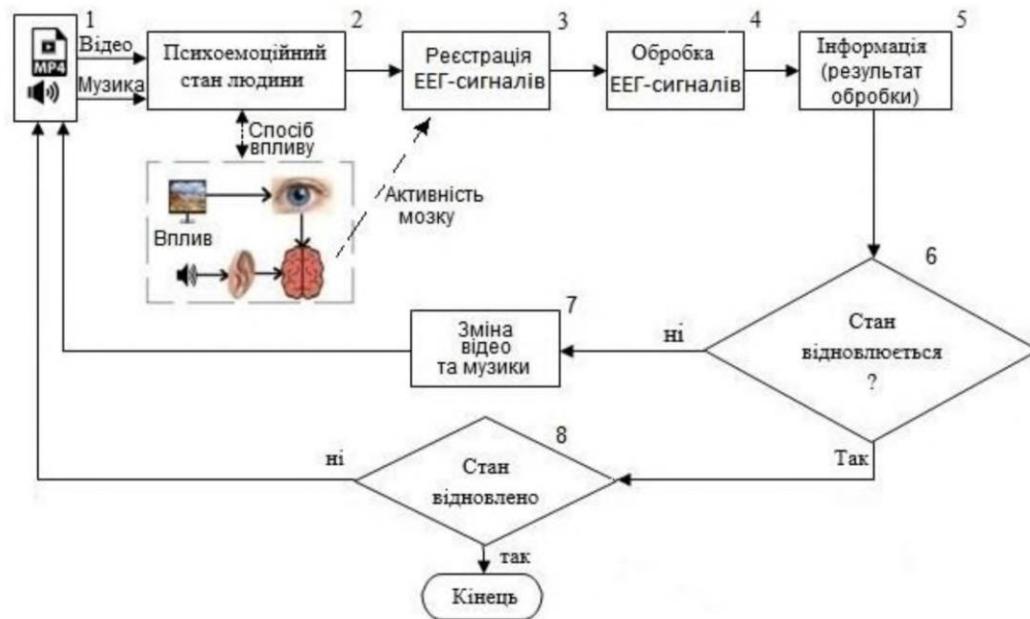 1
Відео
MP4
Музика
2
Психоемоційний
стан людини
3
Реєстрація
ЕЕГ-сигналів
4
Обробка
ЕЕГ-сигналів
5
Інформація
(результат
обробки)
Спосіб
впливу
Вплив
Активність
мозку
6
Стан
відновлюється
?
ні
Так
7
Зміна
відео
та музики
8
Стан
відновлено
ні
так
Кінець